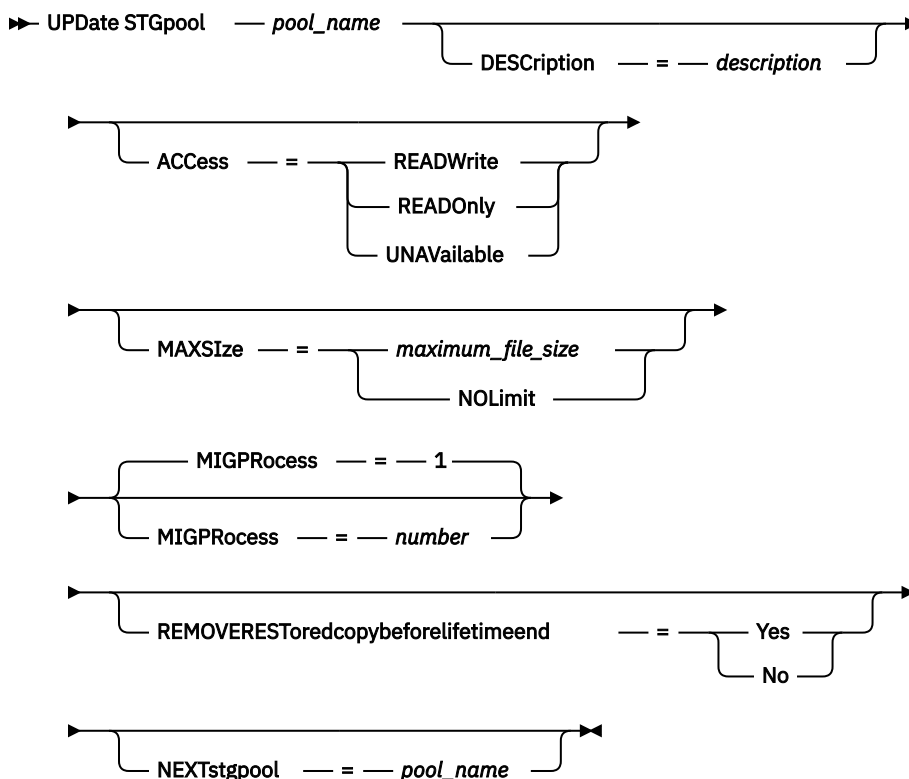 UPDate STGpool pool_name
DESCription = description
ACCess = READWrite
READOnly
UNAVailable
MAXSIze = maximum_file_size
NOLimit
MIGPRocess = 1
MIGPRocess = number
REMOVERESToredcopybeforelifetimeend = Yes
No
NEXTstgpool = pool_name